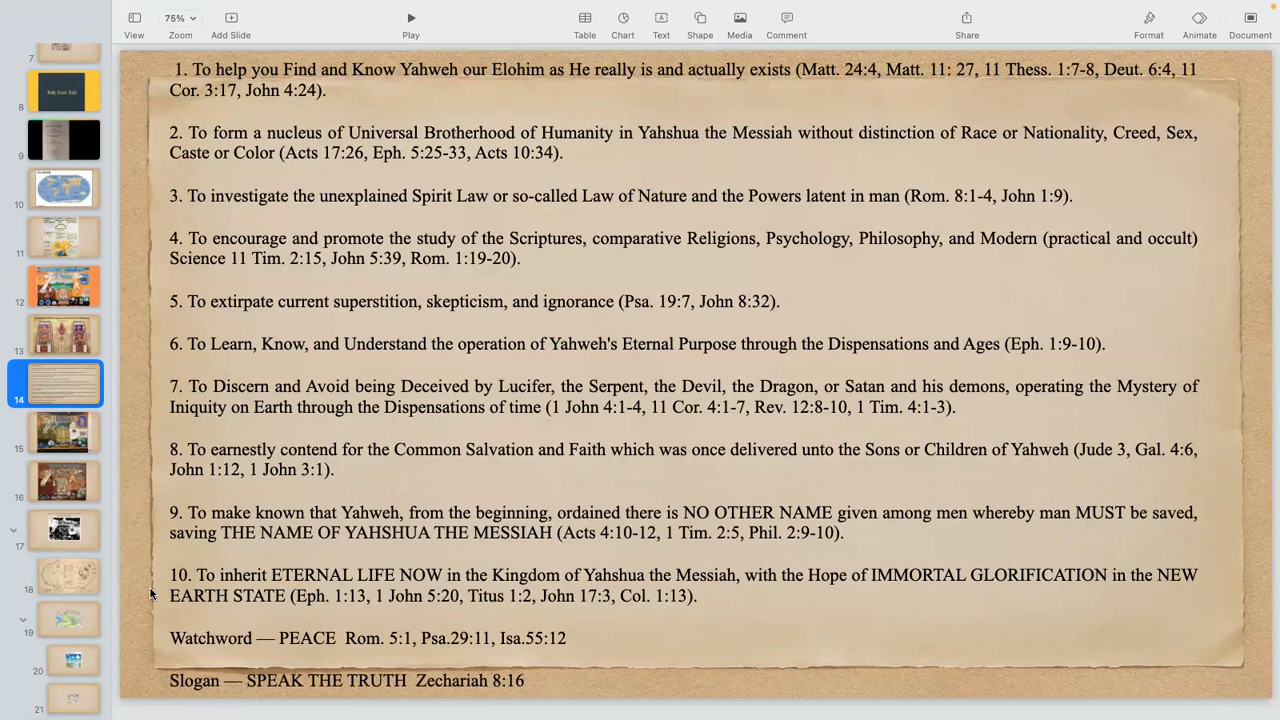 75%
View
Zoom
Add Slide
Play
Table
Chart
Text
Shape
Media
Comment
Share
Format
Animate
Document
7
8
9
10
11
12
13
14
15
16
17
18
19
20
21
1. To help you Find and Know Yahweh our Elohim as He really is and actually exists (Matt. 24:4, Matt. 11: 27, 11 Thess. 1:7-8, Deut. 6:4, 11
Cor. 3:17, John 4:24).
2. To form a nucleus of Universal Brotherhood of Humanity in Yahshua the Messiah without distinction of Race or Nationality, Creed, Sex,
Caste or Color (Acts 17:26, Eph. 5:25-33, Acts 10:34).
3. To investigate the unexplained Spirit Law or so-called Law of Nature and the Powers latent in man (Rom. 8:1-4, John 1:9).
4. To encourage and promote the study of the Scriptures, comparative Religions, Psychology, Philosophy, and Modern (practical and occult)
Science 11 Tim. 2:15, John 5:39, Rom. 1:19-20).
5. To extirpate current superstition, skepticism, and ignorance (Psa. 19:7, John 8:32).
6. To Learn, Know, and Understand the operation of Yahweh's Eternal Purpose through the Dispensations and Ages (Eph. 1:9-10).
7. To Discern and Avoid being Deceived by Lucifer, the Serpent, the Devil, the Dragon, or Satan and his demons, operating the Mystery of
Iniquity on Earth through the Dispensations of time (1 John 4:1-4, 11 Cor. 4:1-7, Rev. 12:8-10, 1 Tim. 4:1-3).
8. To earnestly contend for the Common Salvation and Faith which was once delivered unto the Sons or Children of Yahweh (Jude 3, Gal. 4:6,
John 1:12, 1 John 3:1).
9. To make known that Yahweh, from the beginning, ordained there is NO OTHER NAME given among men whereby man MUST be saved,
saving THE NAME OF YAHSHUA THE MESSIAH (Acts 4:10-12, 1 Tim. 2:5, Phil. 2:9-10).
10. To inherit ETERNAL LIFE NOW in the Kingdom of Yahshua the Messiah, with the Hope of IMMORTAL GLORIFICATION in the NEW
EARTH STATE (Eph. 1:13, 1 John 5:20, Titus 1:2, John 17:3, Col. 1:13).
Watchword — PEACE  Rom. 5:1, Psa.29:11, Isa.55:12
Slogan — SPEAK THE TRUTH  Zechariah 8:16